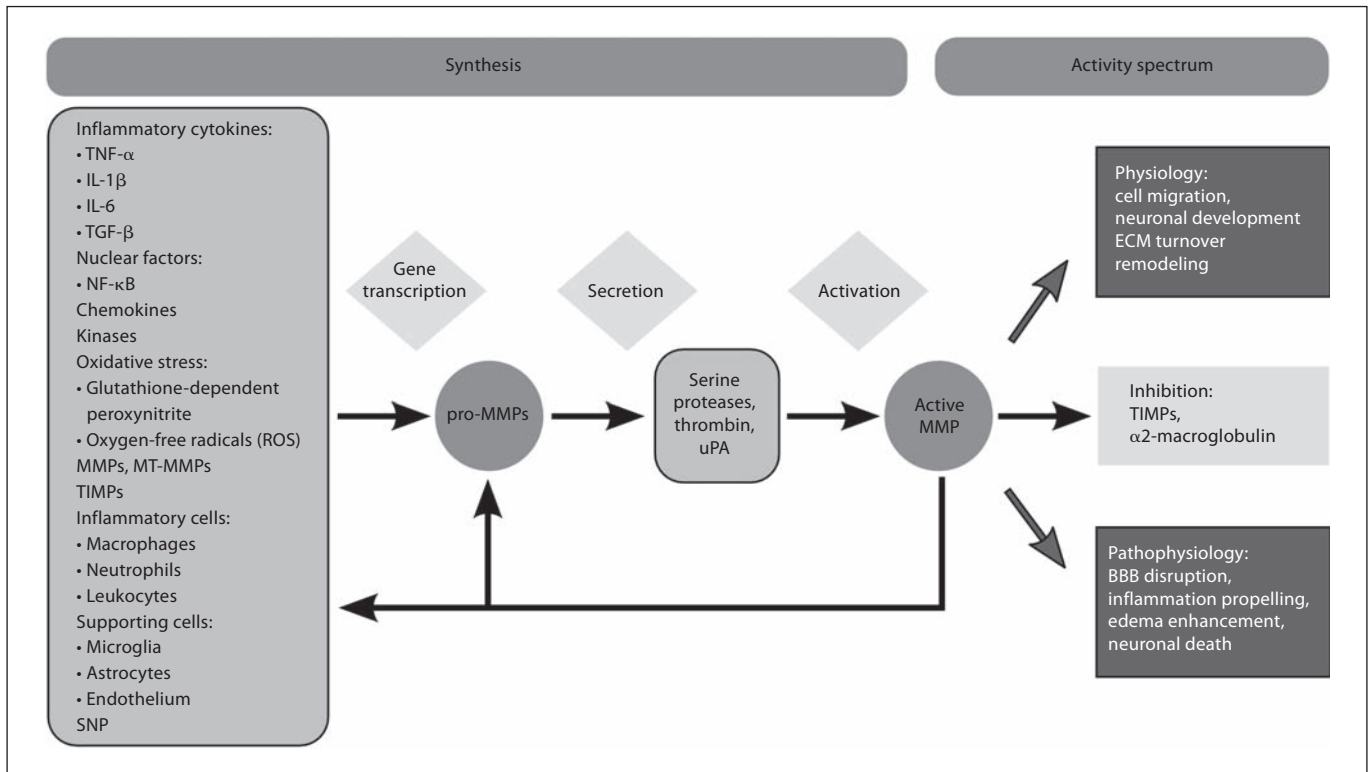 Synthesis
Activity spectrum
Inflammatory cytokines:
• TNF-α
• IL-1β
• IL-6
• TGF-β
Nuclear factors:
• NF-κB
Chemokines
Kinases
Oxidative stress:
• Glutathione-dependent
peroxynitrite
• Oxygen-free radicals (ROS)
MMPs, MT-MMPs
TIMPs
Inflammatory cells:
• Macrophages
• Neutrophils
• Leukocytes
Supporting cells:
• Microglia
• Astrocytes
• Endothelium
SNP
Gene
transcription
pro-MMPs
Secretion
Serine
proteases,
thrombin,
uPA
Activation
Active
MMP
Physiology:
cell migration,
neuronal development
ECM turnover
remodeling
Inhibition:
TIMPs,
α2-macroglobulin
Pathophysiology:
BBB disruption,
inflammation propelling,
edema enhancement,
neuronal death